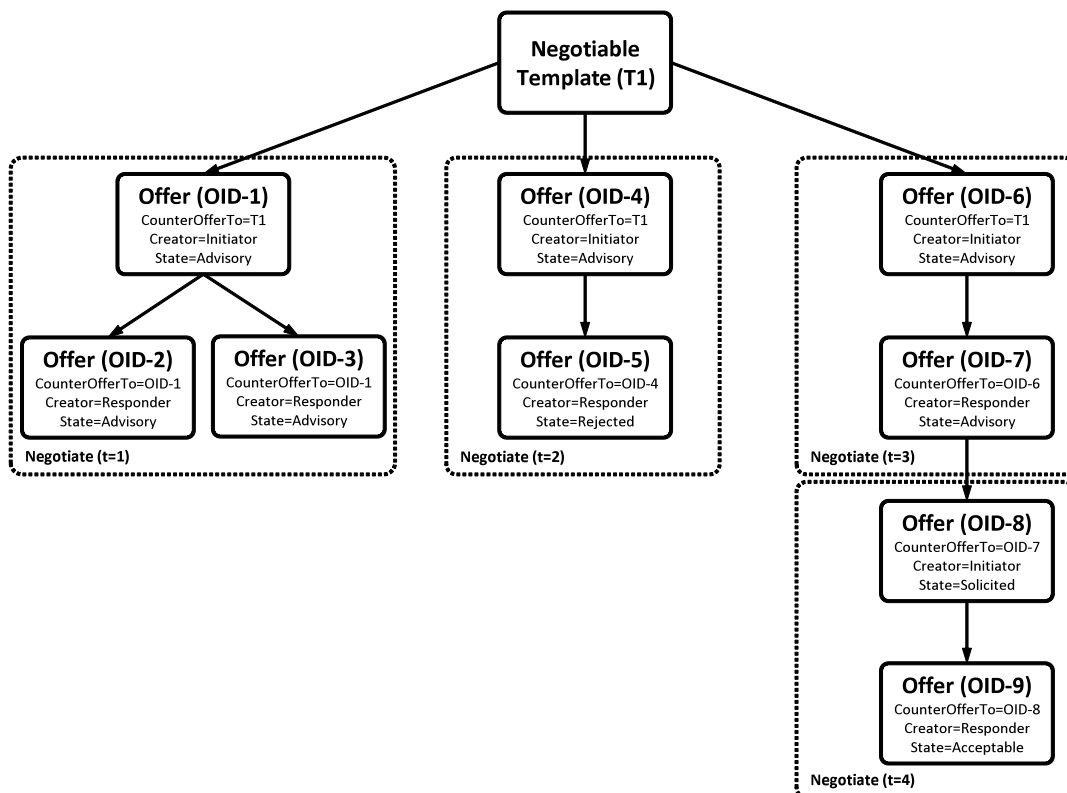 Negotiable
Template (T1)
Offer (OID-1)
CounterOfferTo=T1
Creator=Initiator
State=Advisory
Offer (OID-2)
CounterOfferTo=OID-1
Creator=Responder
State=Advisory
Offer (OID-3)
CounterOfferTo=OID-1
Creator=Responder
State=Advisory
Negotiate (t=1)
Offer (OID-4)
CounterOfferTo=T1
Creator=Initiator
State=Advisory
Offer (OID-5)
CounterOfferTo=OID-4
Creator=Responder
State=Rejected
Negotiate (t=2)
Offer (OID-6)
CounterOfferTo=T1
Creator=Initiator
State=Advisory
Offer (OID-7)
CounterOfferTo=OID-6
Creator=Responder
State=Advisory
Negotiate (t=3)
Offer (OID-8)
CounterOfferTo=OID-7
Creator=Initiator
State=Solicited
Offer (OID-9)
CounterOfferTo=OID-8
Creator=Responder
State=Acceptable
Negotiate (t=4)